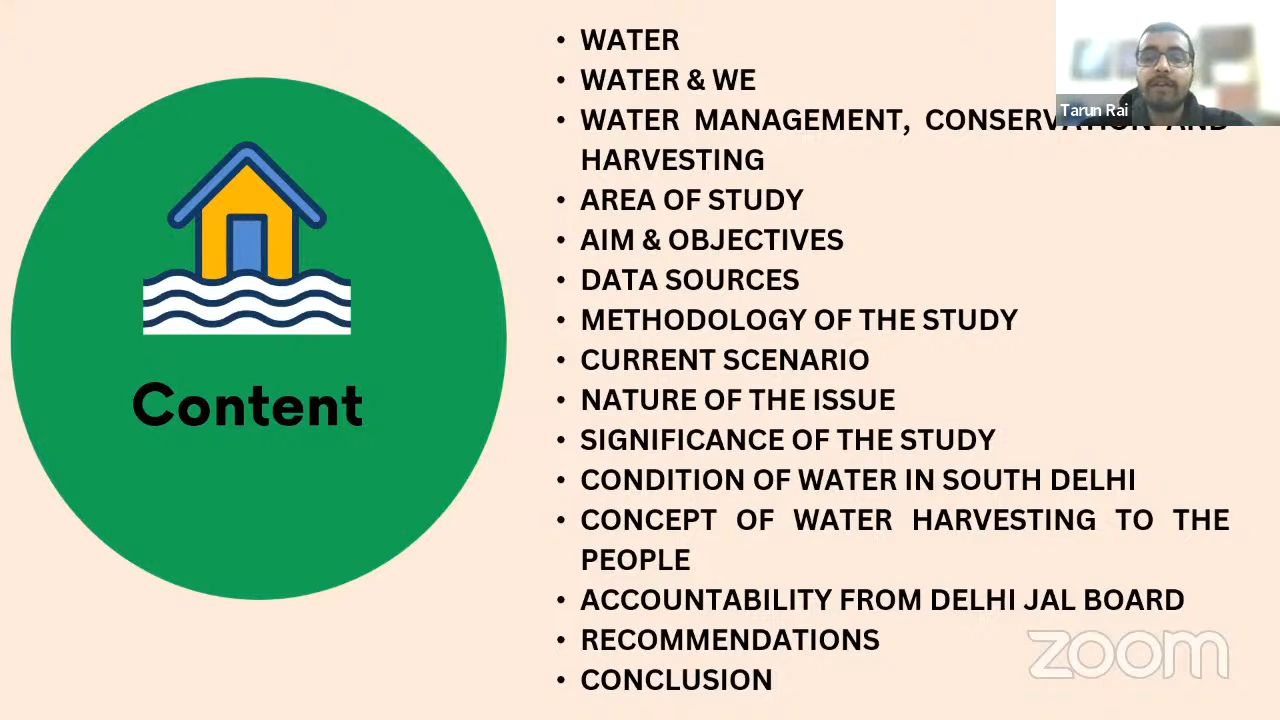 Content
• WATER
• WATER & WE
• WATER MANAGEMENT, CONSERVATION AND
HARVESTING
• AREA OF STUDY
• AIM & OBJECTIVES
• DATA SOURCES
• METHODOLOGY OF THE STUDY
• CURRENT SCENARIO
• NATURE OF THE ISSUE
• SIGNIFICANCE OF THE STUDY
• CONDITION OF WATER IN SOUTH DELHI
• CONCEPT OF WATER HARVESTING TO THE
PEOPLE
• ACCOUNTABILITY FROM DELHI JAL BOARD
• RECOMMENDATIONS
• CONCLUSION
Tarun Rai
zoom